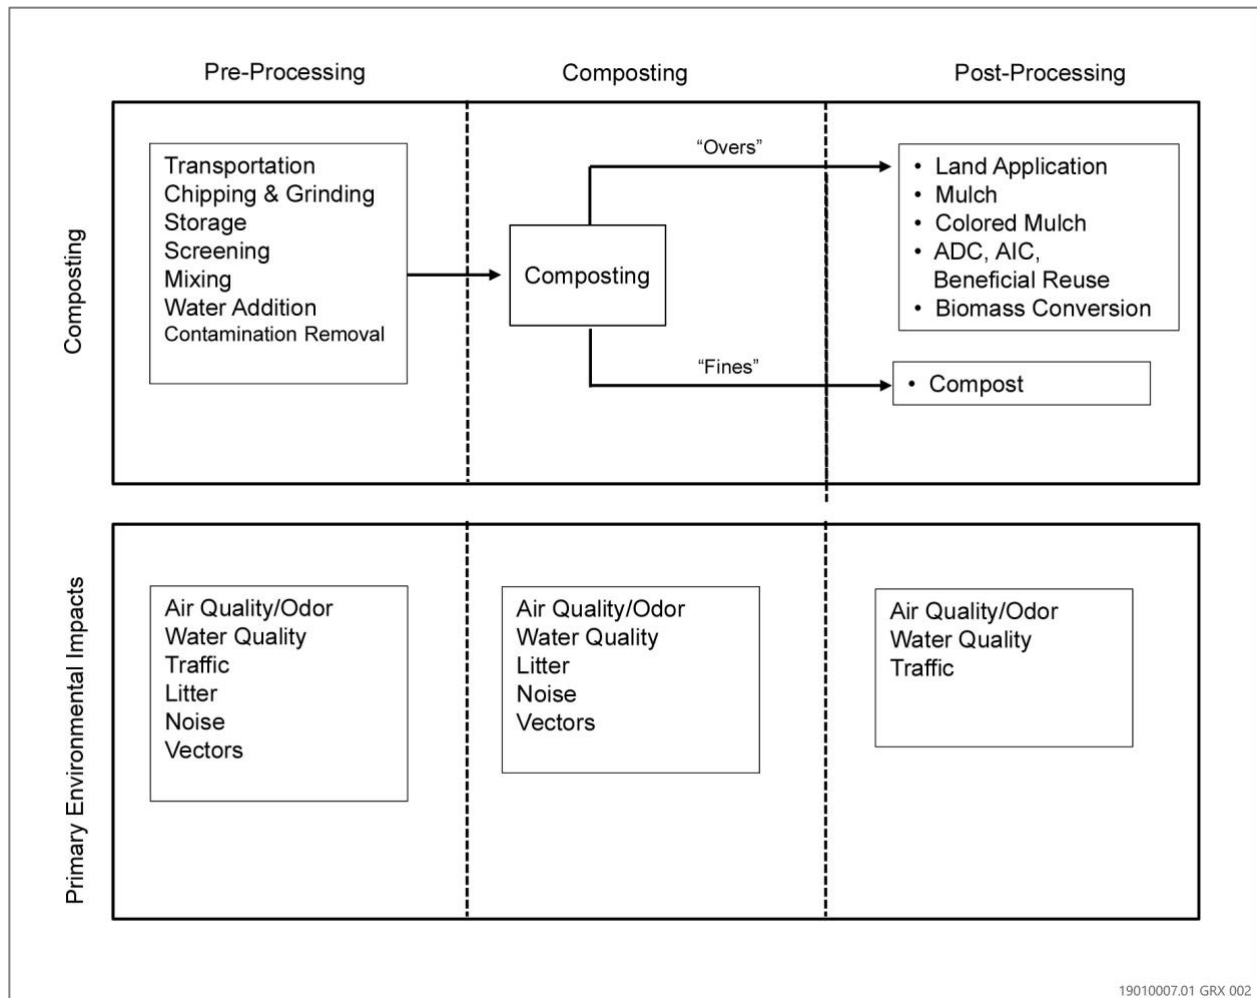 Pre-Processing
Composting
Post-Processing
Composting
Transportation
Chipping & Grinding
Storage
Screening
Mixing
Water Addition
Contamination Removal
Composting
“Overs”
“Fines”
• Land Application
• Mulch
• Colored Mulch
• ADC, AIC,
Beneficial Reuse
• Biomass Conversion
• Compost
Primary Environmental Impacts
Air Quality/Odor
Water Quality
Traffic
Litter
Noise
Vectors
Air Quality/Odor
Water Quality
Litter
Noise
Vectors
Air Quality/Odor
Water Quality
Traffic
19010007.01 GRX 002